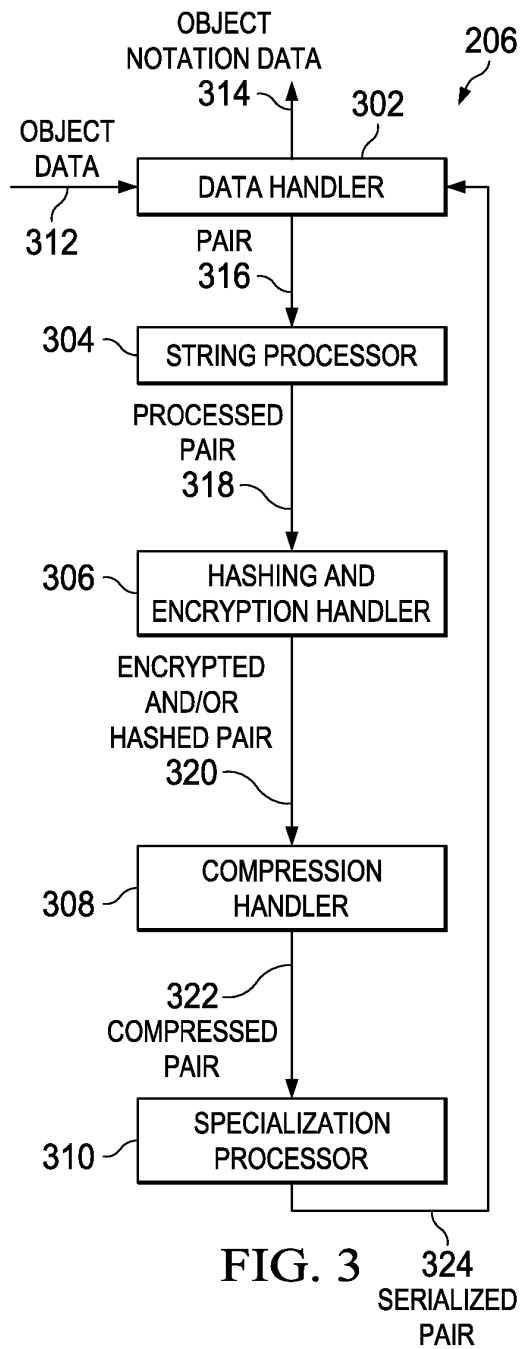 OBJECT
NOTATION DATA
314
206
302
OBJECT
DATA
312
DATA HANDLER
PAIR
316
304
STRING PROCESSOR
PROCESSED
PAIR
318
306
HASHING AND
ENCRYPTION HANDLER
ENCRYPTED
AND/OR
HASHED PAIR
320
308
COMPRESSION
HANDLER
322
COMPRESSED
PAIR
310
SPECIALIZATION
PROCESSOR
FIG. 3
324
SERIALIZED
PAIR